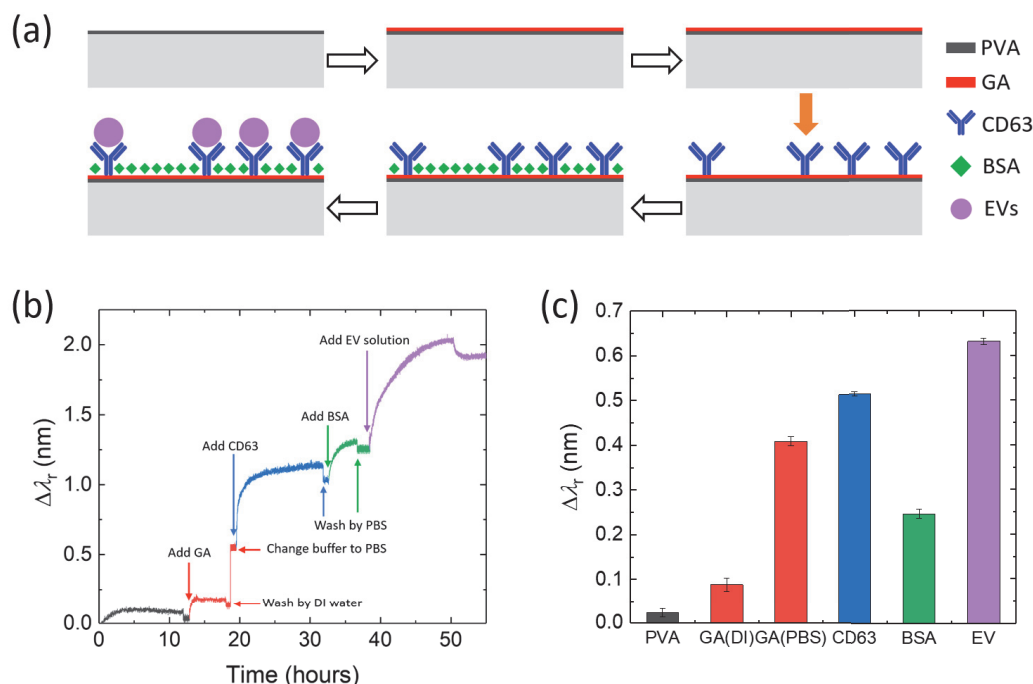 (a)
PVA
GA
CD63
BSA
EVs
(b)
Δλr (nm)
2.0
1.5
1.0
0.5
0.0
0
10
20
30
40
50
Time (hours)
Add GA
Add CD63
Add BSA
Add EV solution
Wash by PBS
Change buffer to PBS
Wash by DI water
(c)
Δλr (nm)
0.7
0.6
0.5
0.4
0.3
0.2
0.1
0.0
PVA
GA(DI)
GA(PBS)
CD63
BSA
EV